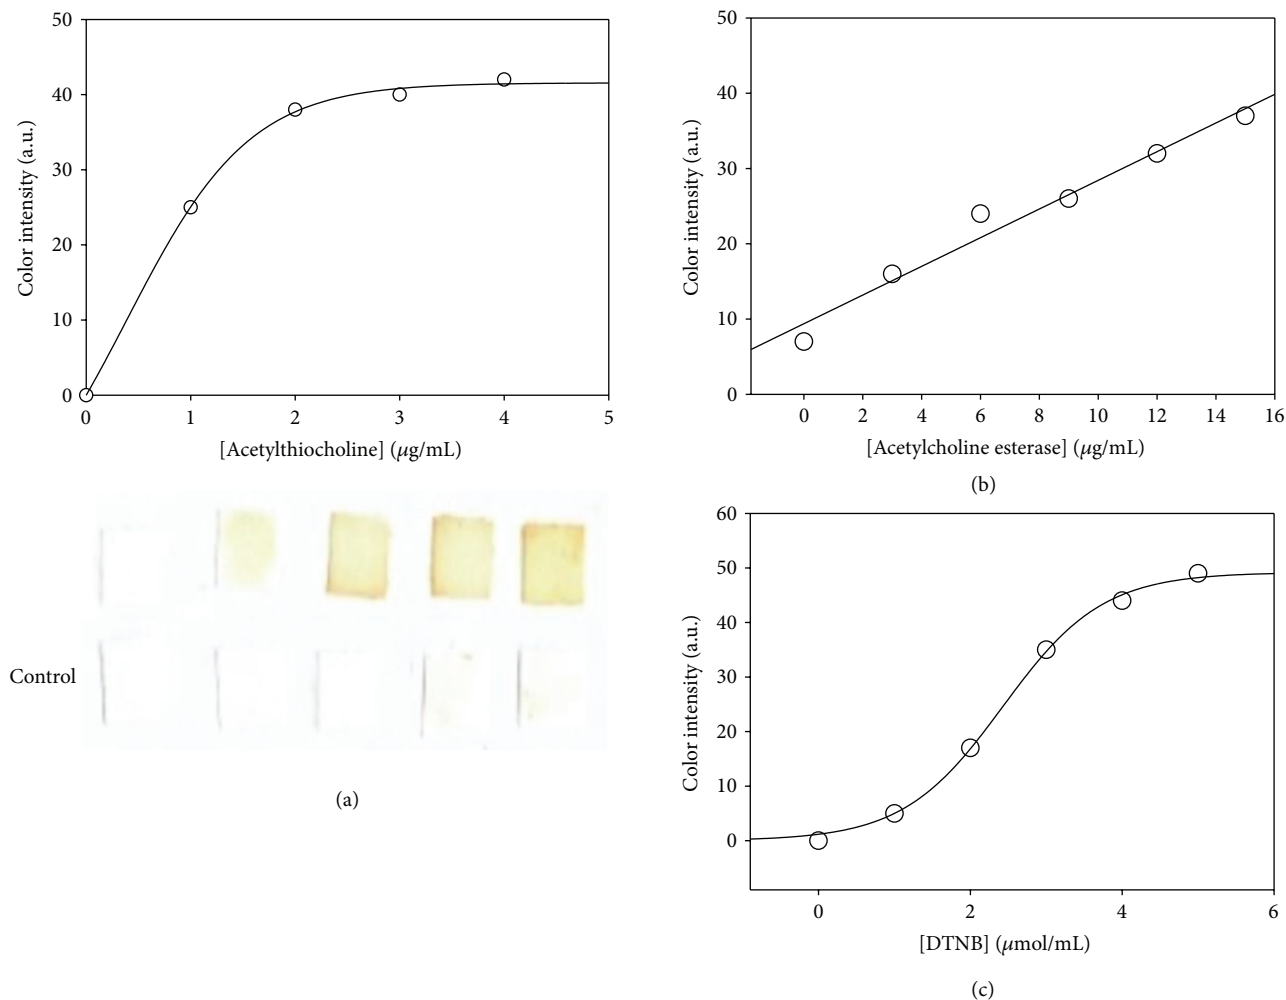 50
40
30
20
10
0
Color intensity (a.u.)
0 1 2 3 4 5
[Acetylthiocholine] (μg/mL)
Control
(a)
50
40
30
20
10
0
Color intensity (a.u.)
0 2 4 6 8 10 12 14 16
[Acetylcholine esterase] (μg/mL)
(b)
60
50
40
30
20
10
0
Color intensity (a.u.)
0 2 4 6
[DTNB] (μmol/mL)
(c)